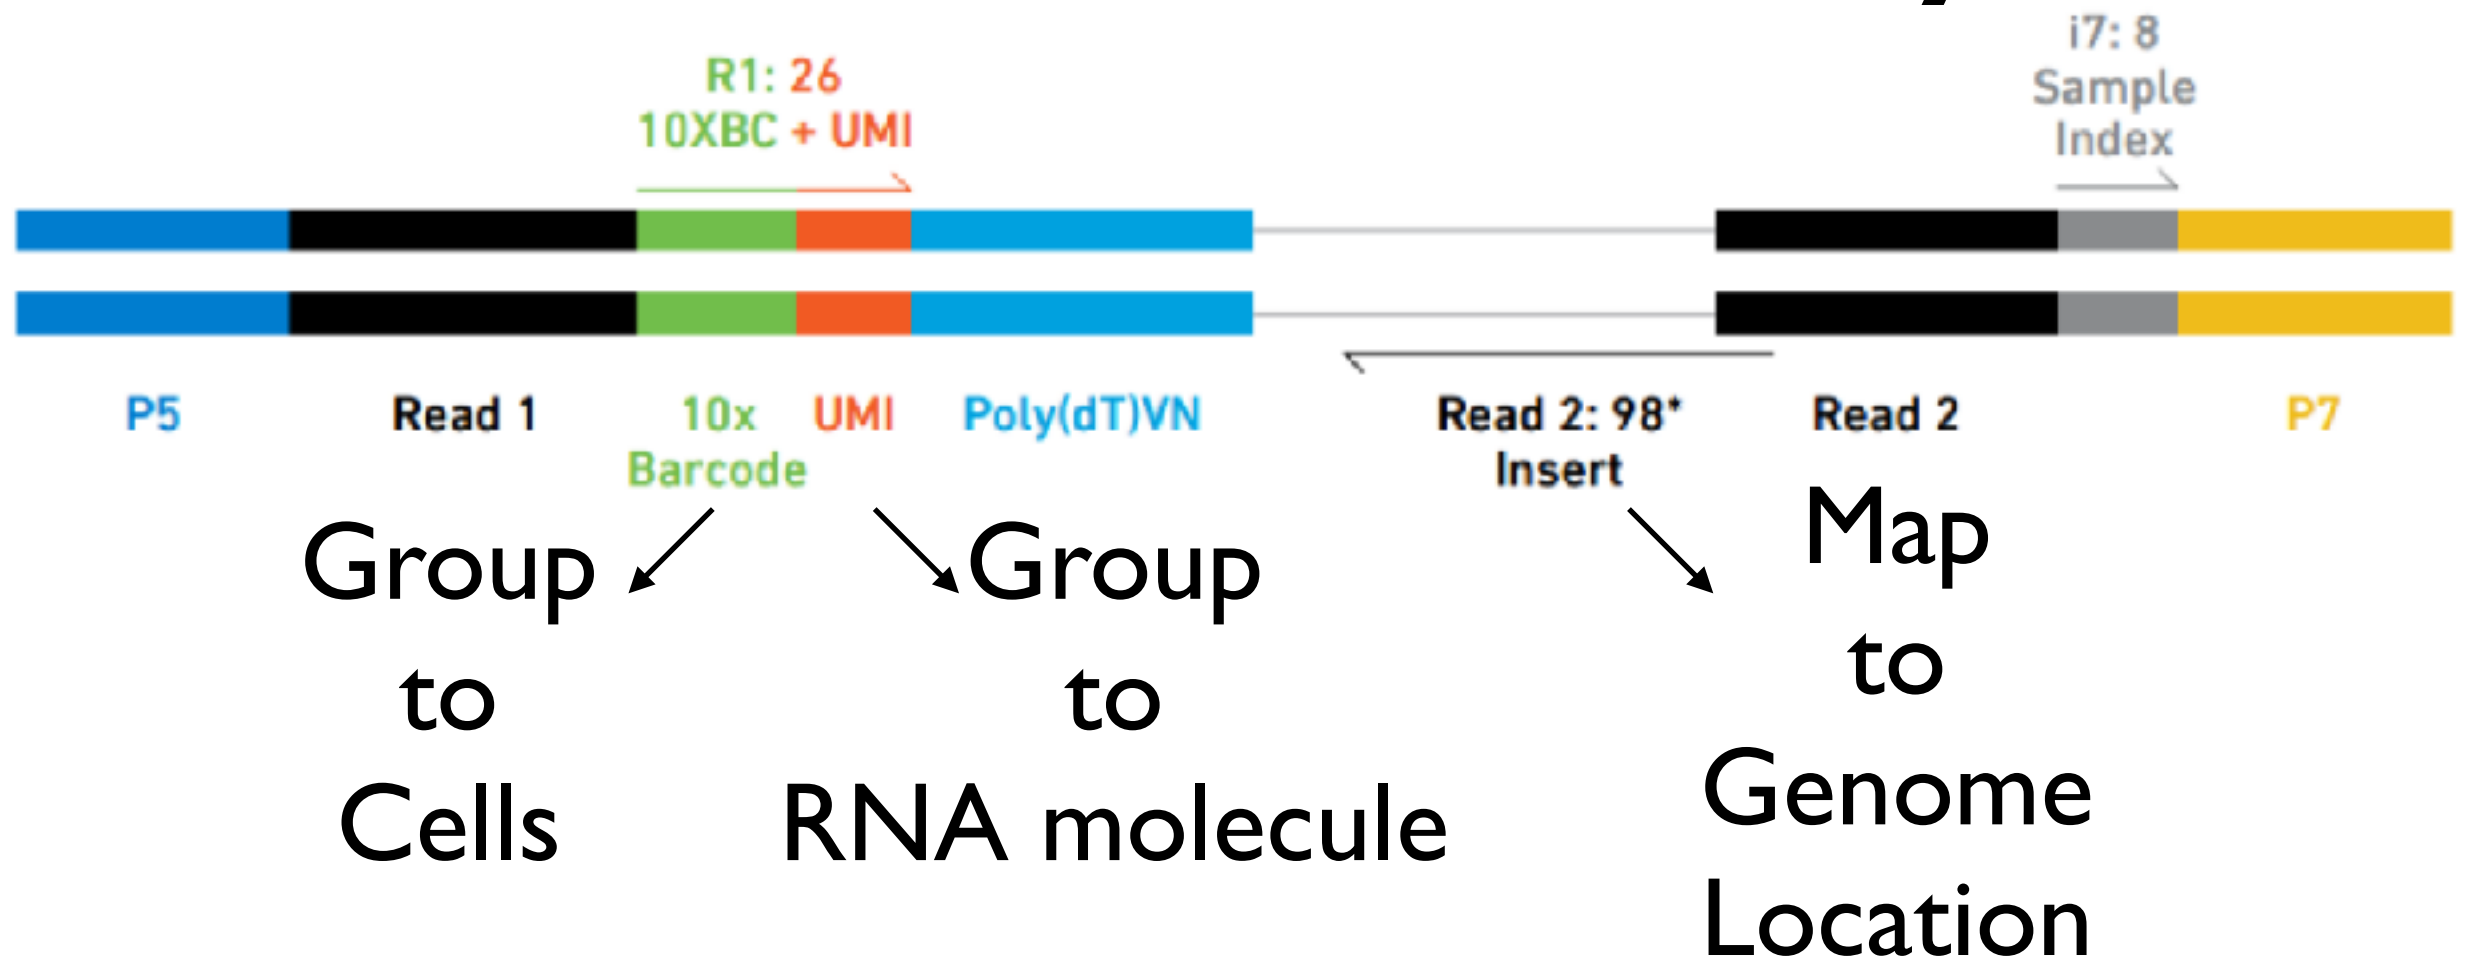 i7: 8
Sample
Index
R1: 26
10XBC + UMI
P5
Read 1
10x
Barcode
UMI
Poly(dT)VN
Read 2: 98*
Insert
Read 2
P7
Group
to
Cells
Group
to
RNA molecule
Map
to
Genome
Location